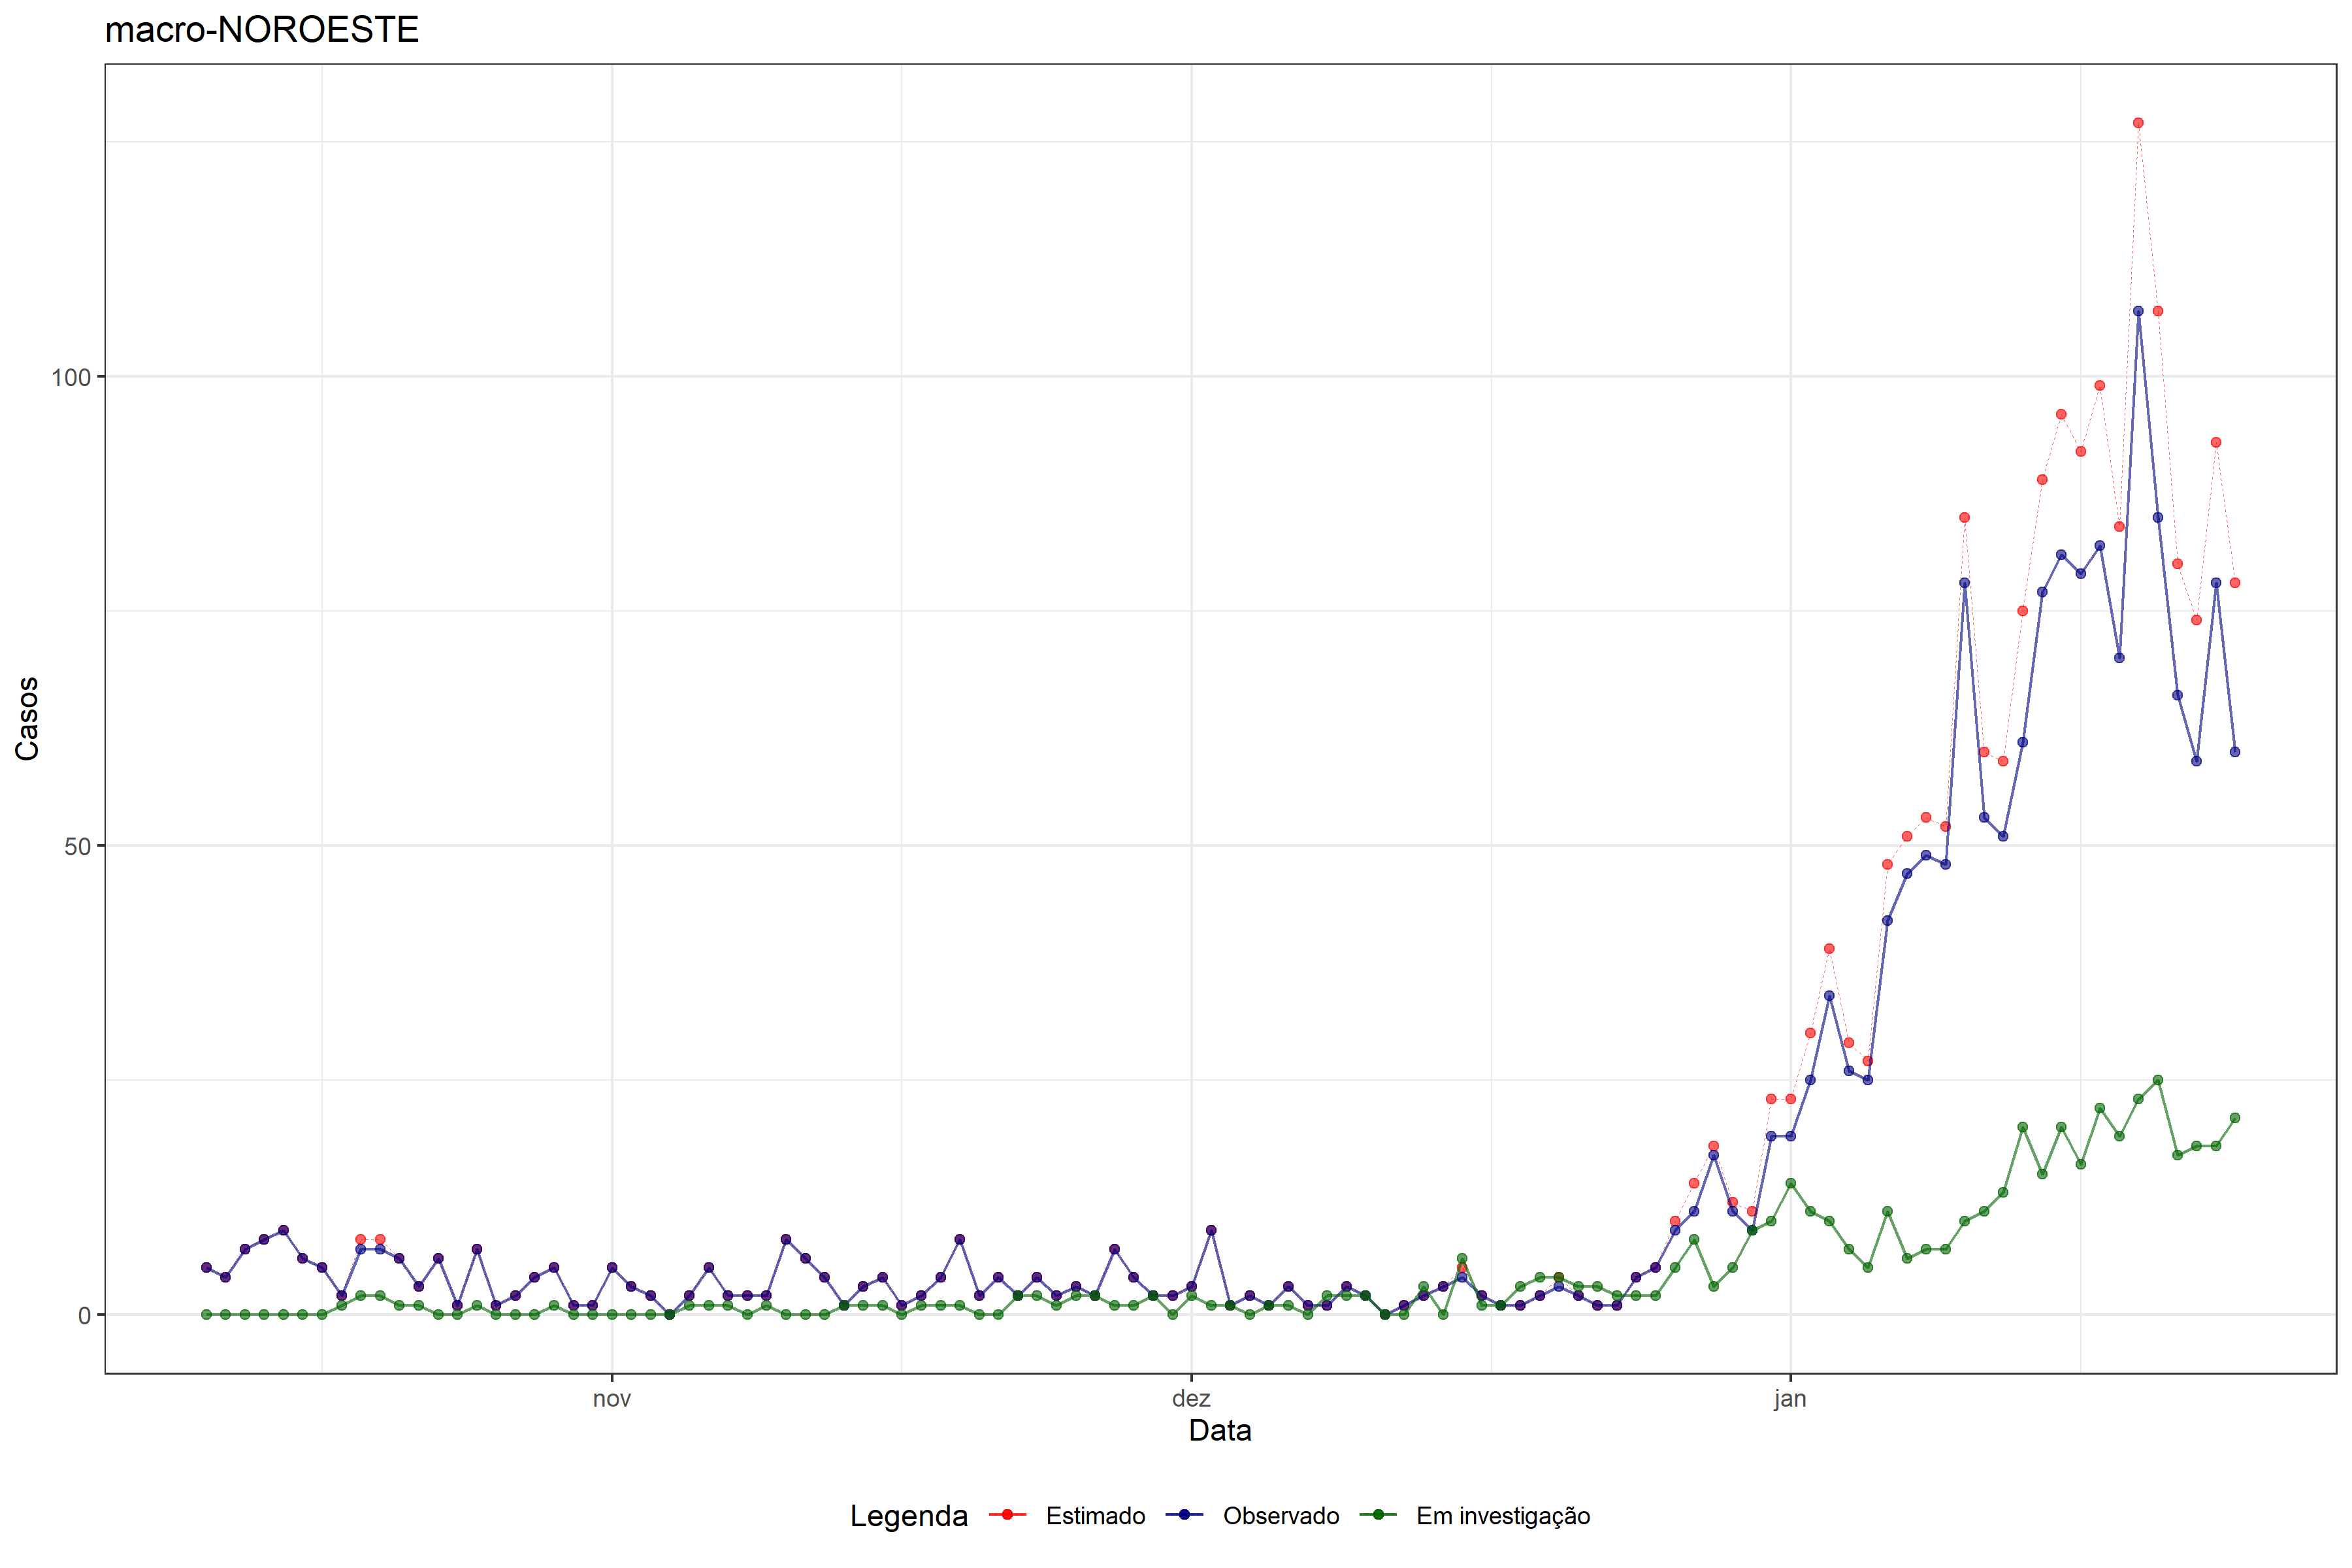 macro-NOROESTE
100
50
0
Casos
nov dez jan
Data
Legenda Estimado Observado Em investigação